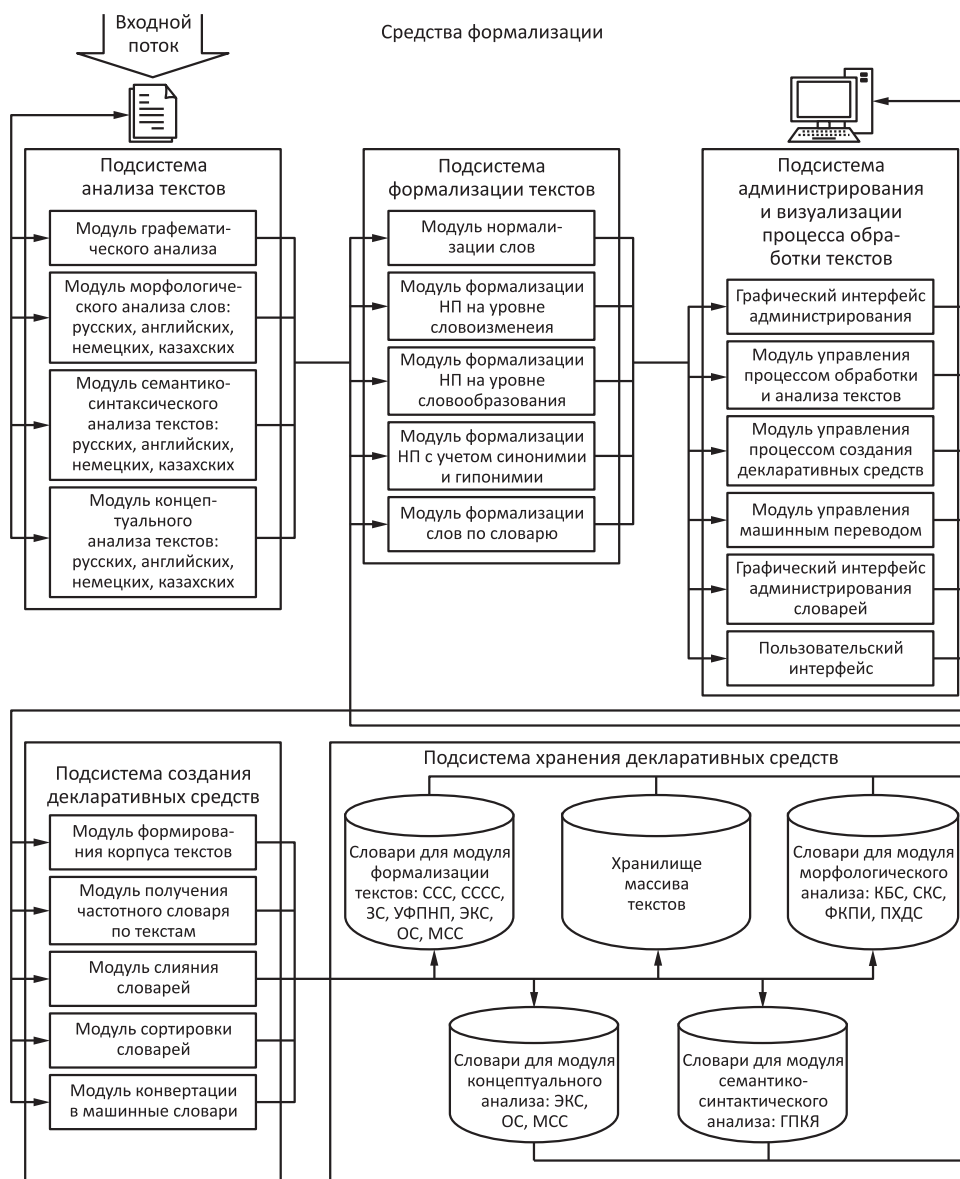 Входной
поток
Средства формализации
Подсистема
анализа текстов
Модуль графемати-
ческого анализа
Модуль морфологиче-
ского анализа слов:
русских, английских,
немецких, казахских
Модуль семантико-
синтаксического
анализа текстов:
русских, английских,
немецких, казахских
Модуль концеп-
туального
анализа текстов:
русских, английских,
немецких, казахских
Подсистема
формализации текстов
Модуль нормали-
зации слов
Модуль формализации
НП на уровне
словоизменеия
Модуль формализации
НП на уровне
словообразования
Модуль формализации
НП с учетом синонимии
и гипонимии
Модуль формализации
слов по словарю
Подсистема
администрирования
и визуализации
процесса обра-
ботки текстов
Графический интерфейс
администрирования
Модуль управления
процессом обработки
и анализа текстов
Модуль управления
процессом создания
декларативных средств
Модуль управления
машинным переводом
Графический интерфейс
администрирования
словарей
Пользовательский
интерфейс
Подсистема создания
декларативных средств
Модуль формирова-
ния корпуса текстов
Модуль получения
частотного словаря
по текстам
Модуль слияния
словарей
Модуль сортировки
словарей
Модуль конвертации
в машинные словари
Подсистема хранения декларативных средств
Словари для модуля
формализации
текстов: ССС, СССС,
ЗС, УФПНП, ЭКС,
ОС, МСС
Хранилище
массива
текстов
Словари для модуля
морфологического
анализа: КБС, СКС,
ФКПИ, ПХДС
Словари для модуля
концептуального
анализа: ЭКС,
ОС, МСС
Словари для модуля
семантико-
синтактического
анализа: ГПКЯ